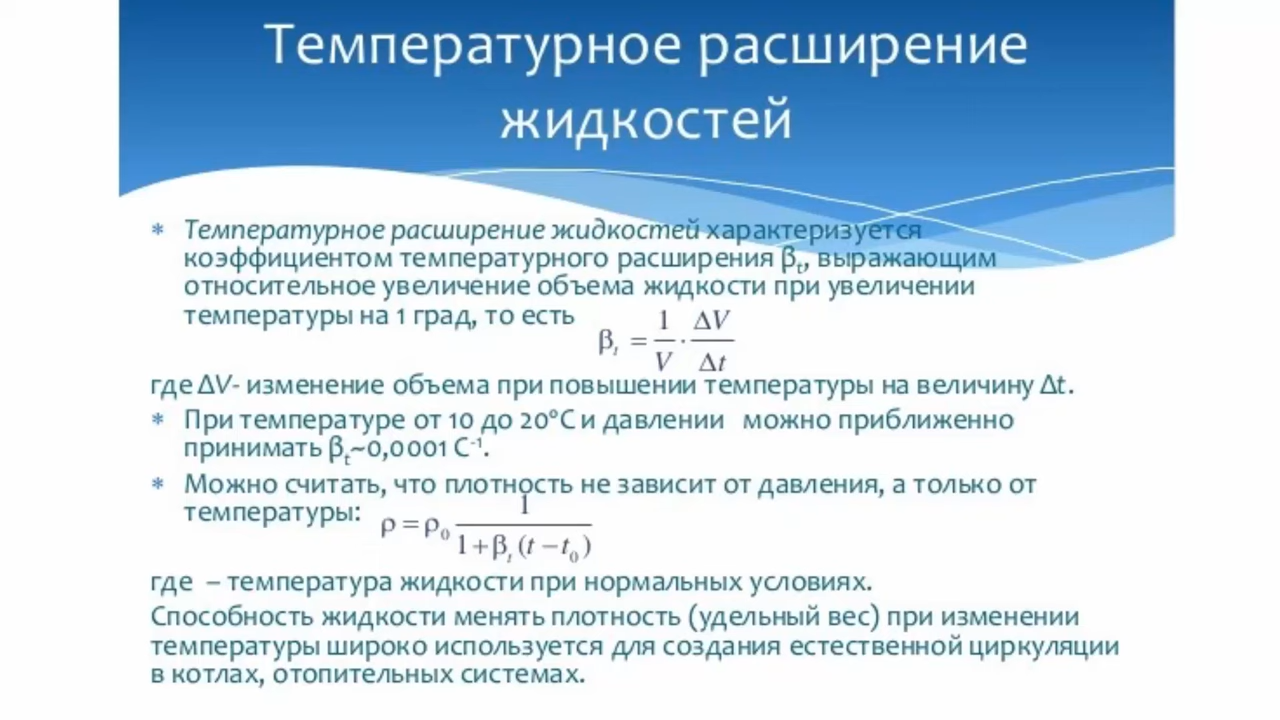 Температурное расширение
жидкостей
* Температурное расширение жидкостей характеризуется
коэффициентом температурного расширения βt, выражающим
относительное увеличение объема жидкости при увеличении
температуры на 1 град, то есть
βt = 1/V · ΔV/Δt
где ΔV- изменение объема при повышении температуры на величину Δt.
* При температуре от 10 до 20°С и давлении можно приближенно
принимать βt~0,0001 С⁻¹.
* Можно считать, что плотность не зависит от давления, а только от
температуры:
ρ = ρ₀ 1/(1+βt (t – t₀))
где – температура жидкости при нормальных условиях.
Способность жидкости менять плотность (удельный вес) при изменении
температуры широко используется для создания естественной циркуляции
в котлах, отопительных системах.